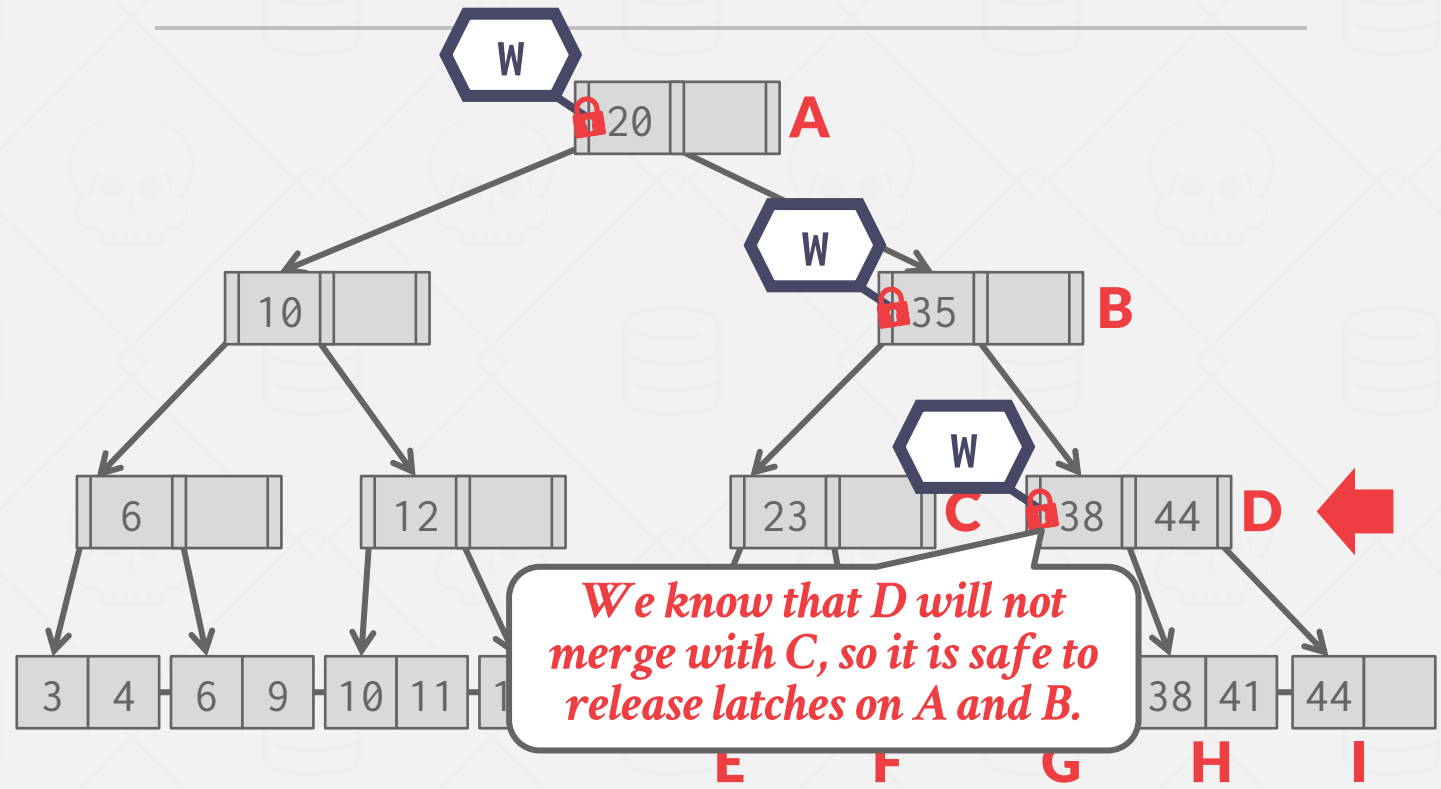 W
20
A
W
10
35
B
W
6
12
23
C
38
44
D
We know that D will not
merge with C, so it is safe to
release latches on A and B.
3
4
6
9
10
11
38
41
44
E
F
G
H
I